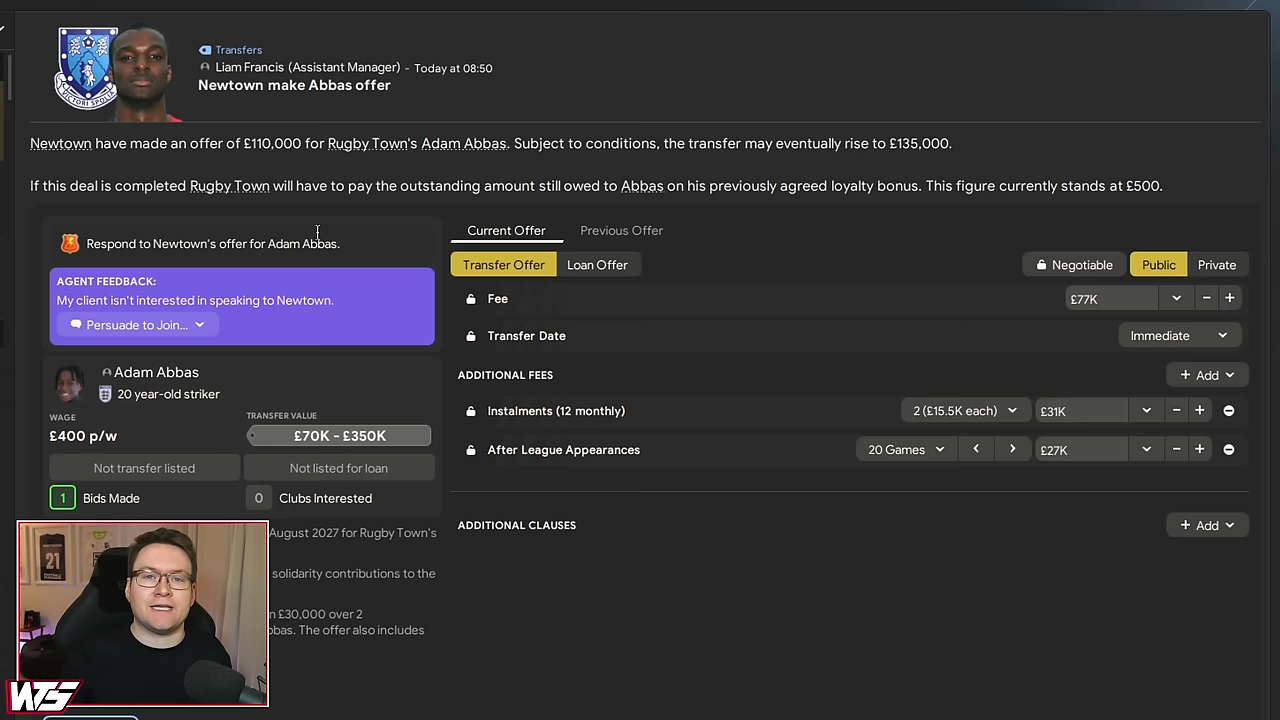 Transfers
Liam Francis (Assistant Manager) - Today at 08:50
Newtown make Abbas offer
VICTORI SPOLIA
Newtown have made an offer of £110,000 for Rugby Town's Adam Abbas. Subject to conditions, the transfer may eventually rise to £135,000.
If this deal is completed Rugby Town will have to pay the outstanding amount still owed to Abbas on his previously agreed loyalty bonus. This figure currently stands at £500.
Respond to Newtown's offer for Adam Abbas.
AGENT FEEDBACK:
My client isn't interested in speaking to Newtown.
Persuade to Join...
Adam Abbas
20 year-old striker
WAGE
£400 p/w
TRANSFER VALUE
£70K - £350K
Not transfer listed
Not listed for loan
1 Bids Made
0 Clubs Interested
August 2027 for Rugby Town's
solidarity contributions to the
n £30,000 over 2
bbas. The offer also includes
Current Offer
Previous Offer
Transfer Offer
Loan Offer
Negotiable
Public
Private
Fee
£77K
Transfer Date
Immediate
ADDITIONAL FEES
+ Add
Instalments (12 monthly)
2 (£15.5K each)
£31K
After League Appearances
20 Games
£27K
ADDITIONAL CLAUSES
+ Add
21
WTS